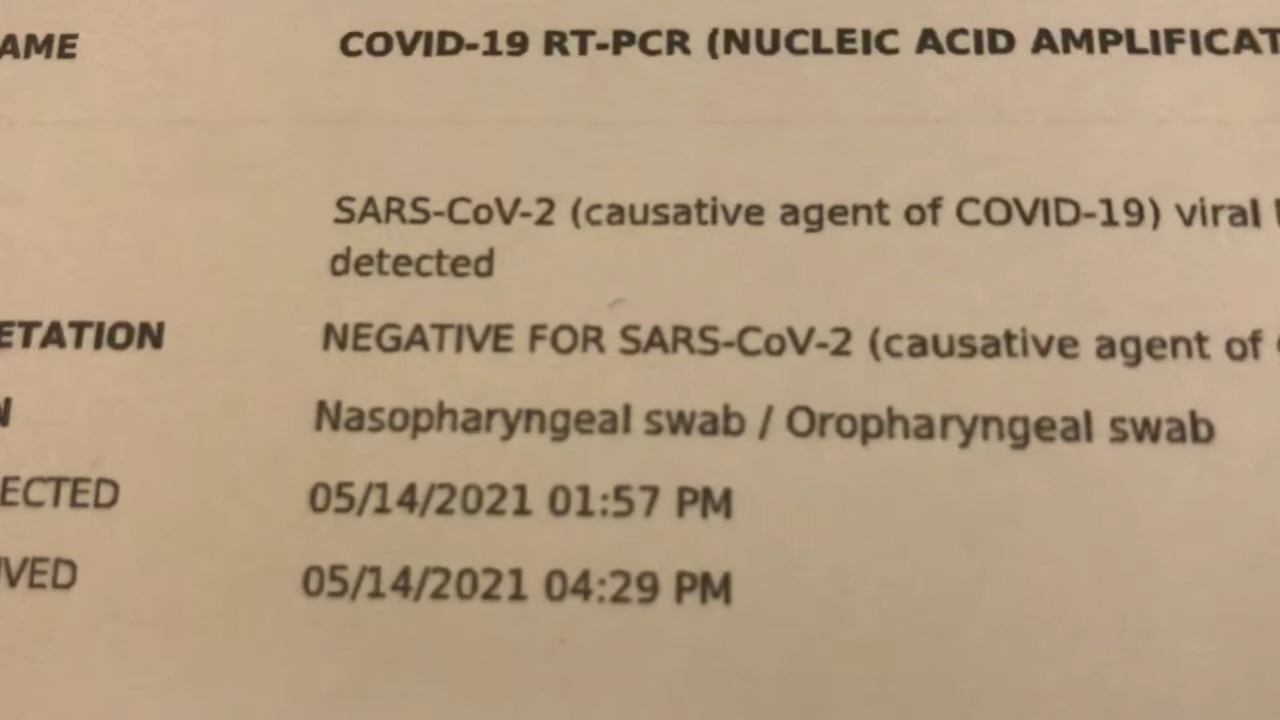 AME COVID-19 RT-PCR (NUCLEIC ACID AMPLIFICAT
SARS-CoV-2 (causative agent of COVID-19) viral
detected
ETATION NEGATIVE FOR SARS-CoV-2 (causative agent of
N Nasopharyngeal swab / Oropharyngeal swab
ECTED 05/14/2021 01:57 PM
IVED 05/14/2021 04:29 PM